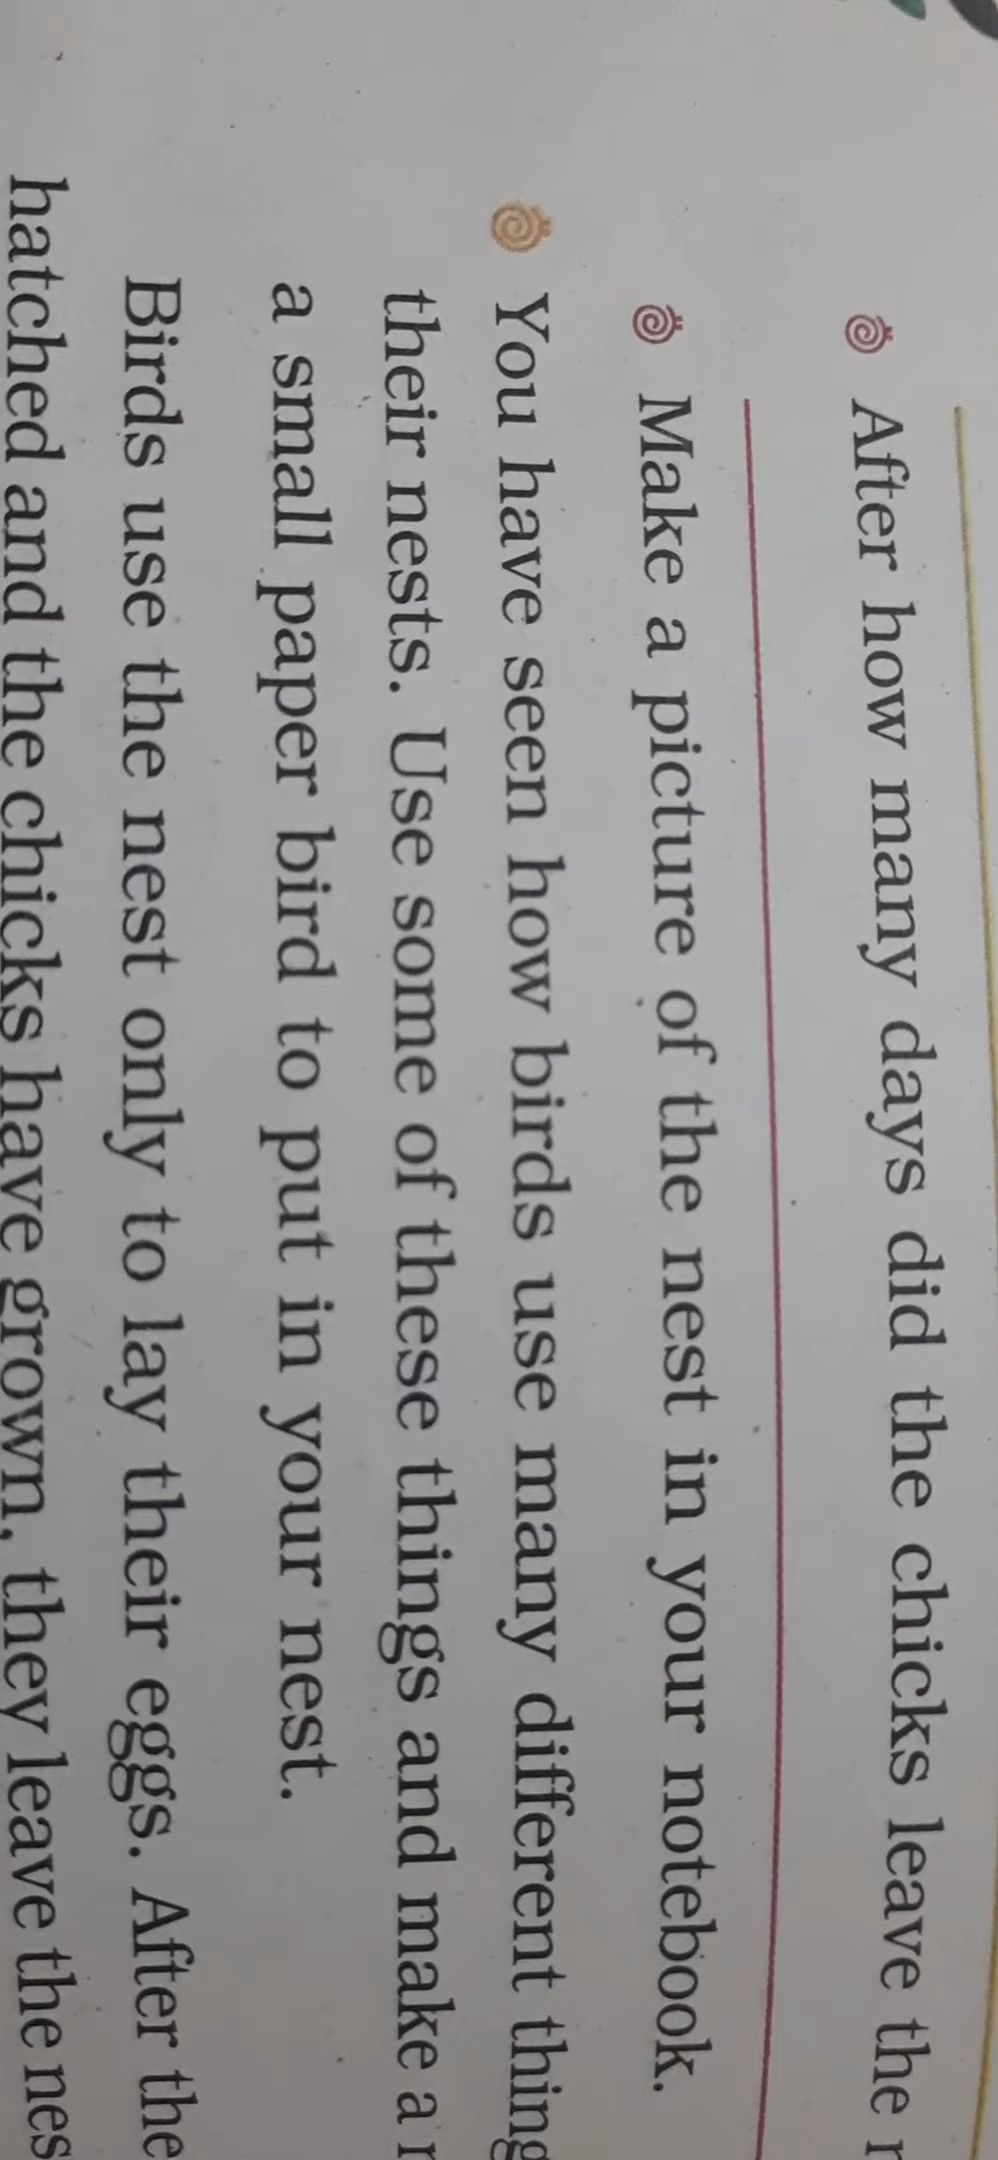 After how many days did the chicks leave the
Make a picture of the nest in your notebook.
You have seen how birds use many different thing
their nests. Use some of these things and make a
a small paper bird to put in your nest.
Birds use the nest only to lay their eggs. After the
hatched and the chicks have grown, they leave the nes